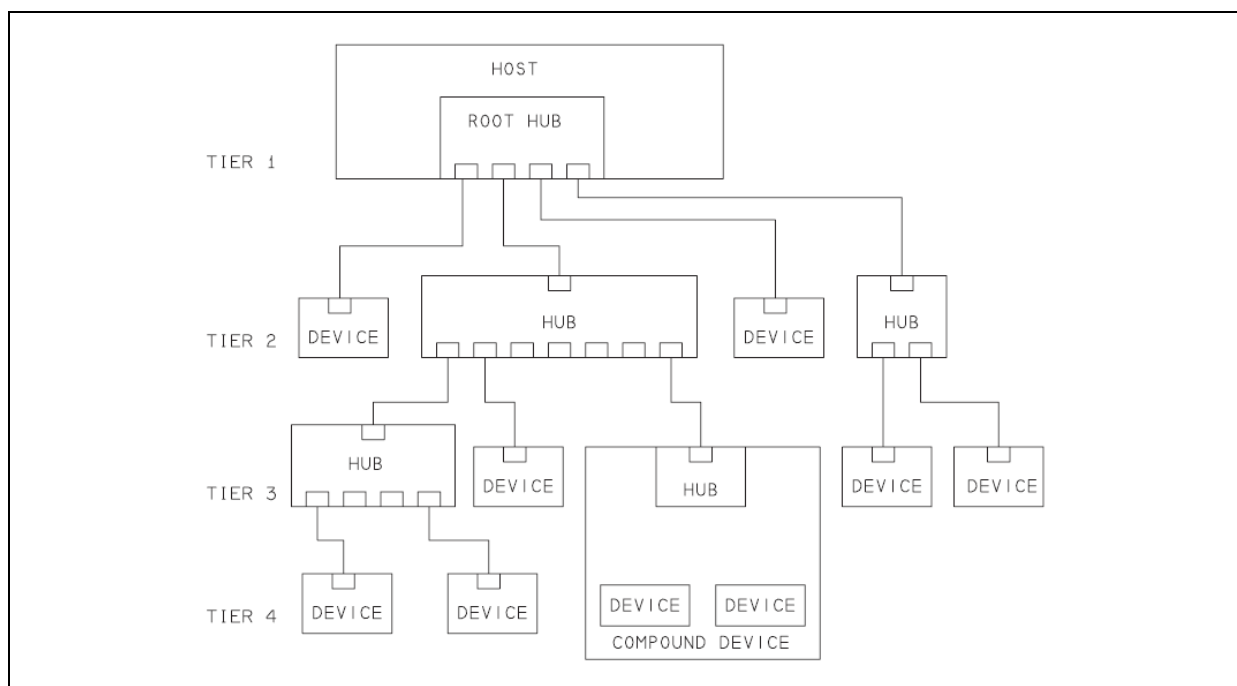 HOST
ROOT HUB
TIER 1
HUB
HUB
DEVICE
DEVICE
TIER 2
HUB
DEVICE
HUB
DEVICE
DEVICE
TIER 3
DEVICE
DEVICE
DEVICE
DEVICE
TIER 4
COMPOUND DEVICE